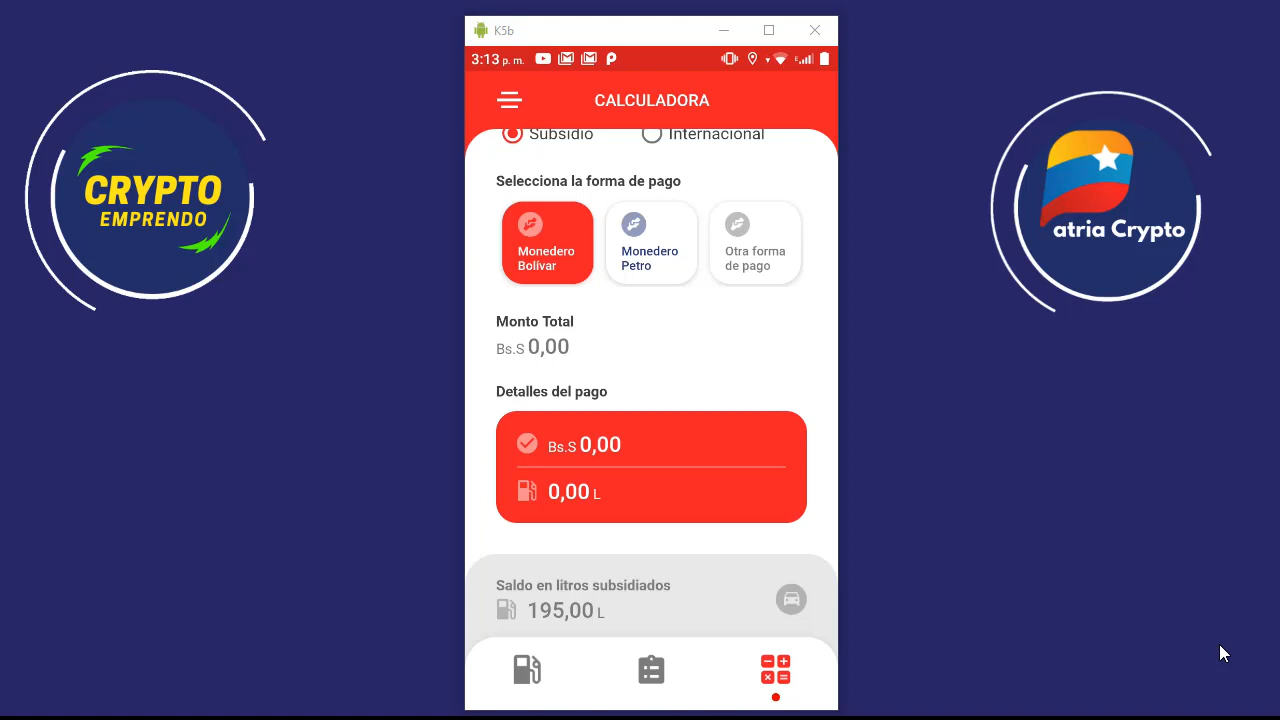 K5b
3:13 p. m.
CALCULADORA
Subsidio
Internacional
Selecciona la forma de pago
Monedero
Bolívar
Monedero
Petro
Otra forma
de pago
Monto Total
Bs.S 0,00
Detalles del pago
Bs.S 0,00
0,00 L
Saldo en litros subsidiados
195,00 L
CRYPTO
EMPRENDO
atria Crypto